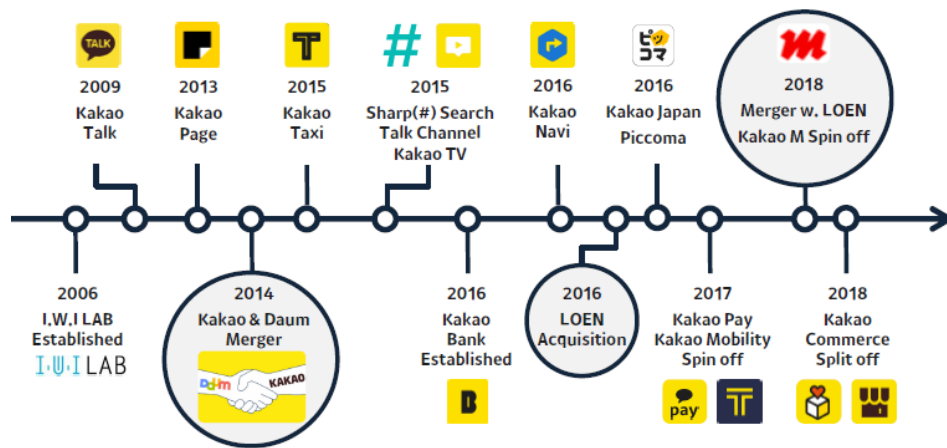 TALK
2009
Kakao
Talk
2013
Kakao
Page
2015
Kakao
Taxi
#
2015
Sharp(#) Search
Talk Channel
Kakao TV
2016
Kakao
Navi
ピッ
コマ
2016
Kakao Japan
Piccoma
m
2018
Merger w. LOEN
Kakao M Spin off
2006
I.W.I LAB
Established
I·W·I LAB
2014
Kakao & Daum
Merger
Daum
KAKAO
2016
Kakao
Bank
Established
B
2016
LOEN
Acquisition
2017
Kakao Pay
Kakao Mobility
Spin off
pay
T
2018
Kakao
Commerce
Split off